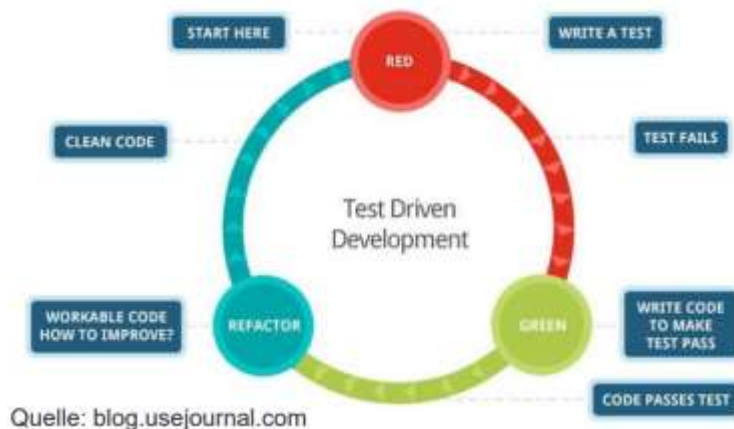 START HERE
RED
WRITE A TEST
CLEAN CODE
TEST FAILS
Test Driven
Development
WORKABLE CODE
HOW TO IMPROVE?
REFACTOR
GREEN
WRITE CODE
TO MAKE
TEST PASS
CODE PASSES TEST
Quelle: blog.usejournal.com